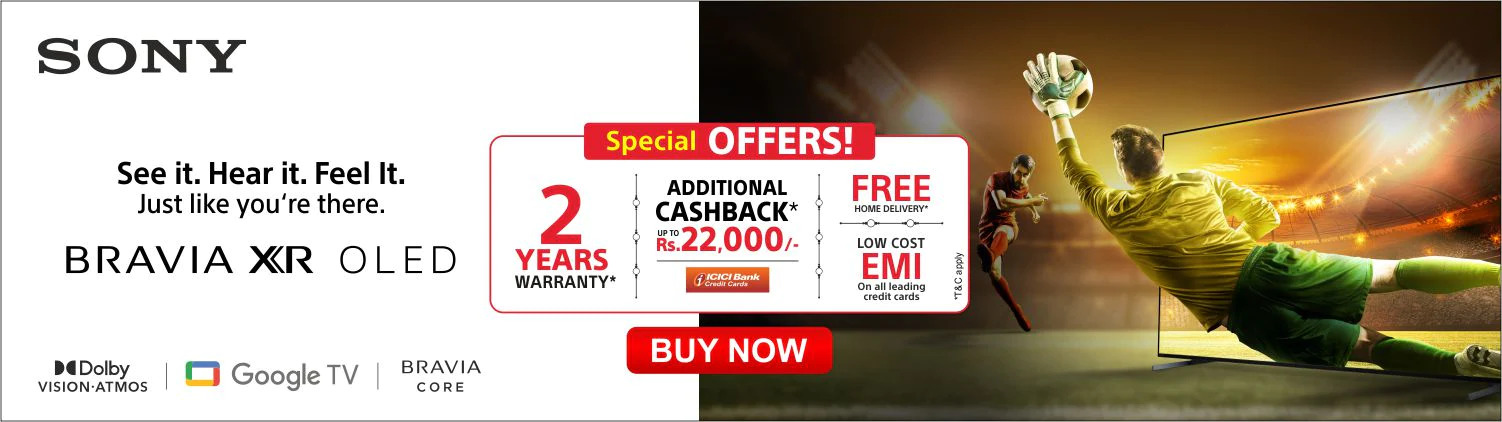 SONY
See it. Hear it. Feel It.
Just like you're there.
BRAVIA XR OLED
Dolby
VISION·ATMOS
Google TV
BRAVIA
CORE
Special OFFERS!
2
YEARS
WARRANTY*
ADDITIONAL
CASHBACK*
UP TO
Rs.22,000/-
ICICI Bank
Credit Cards
FREE
HOME DELIVERY*
LOW COST
EMI
On all leading
credit cards
*T&C apply
BUY NOW